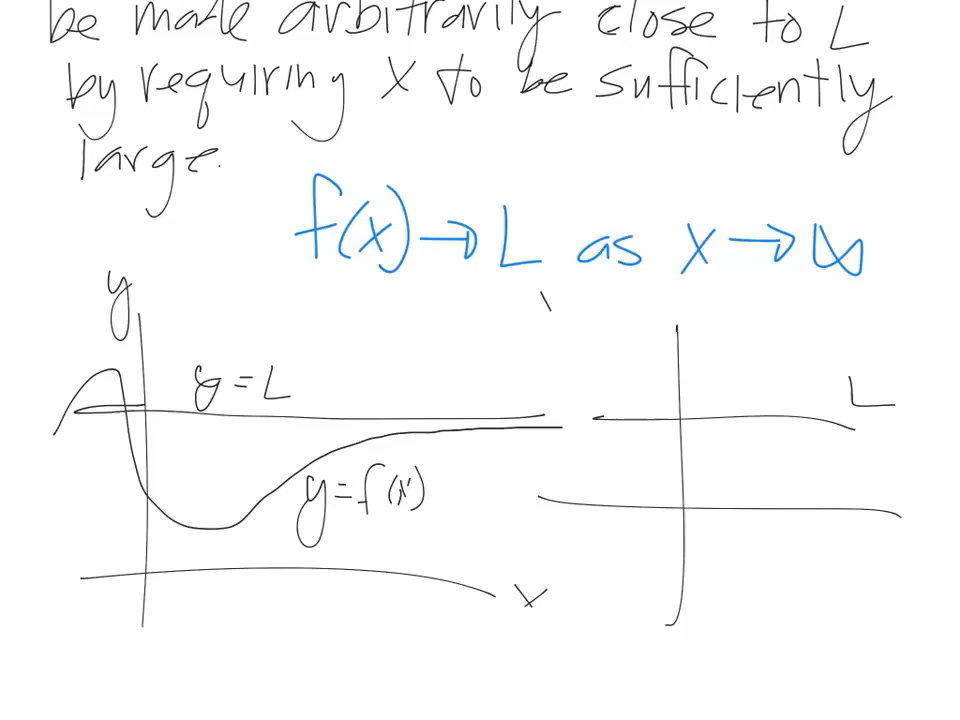 be made arbitrarily close to L
by requiring x to be sufficiently
large.
f(x) → L as x → ∞
y
y = L
L
y = f(x)
x